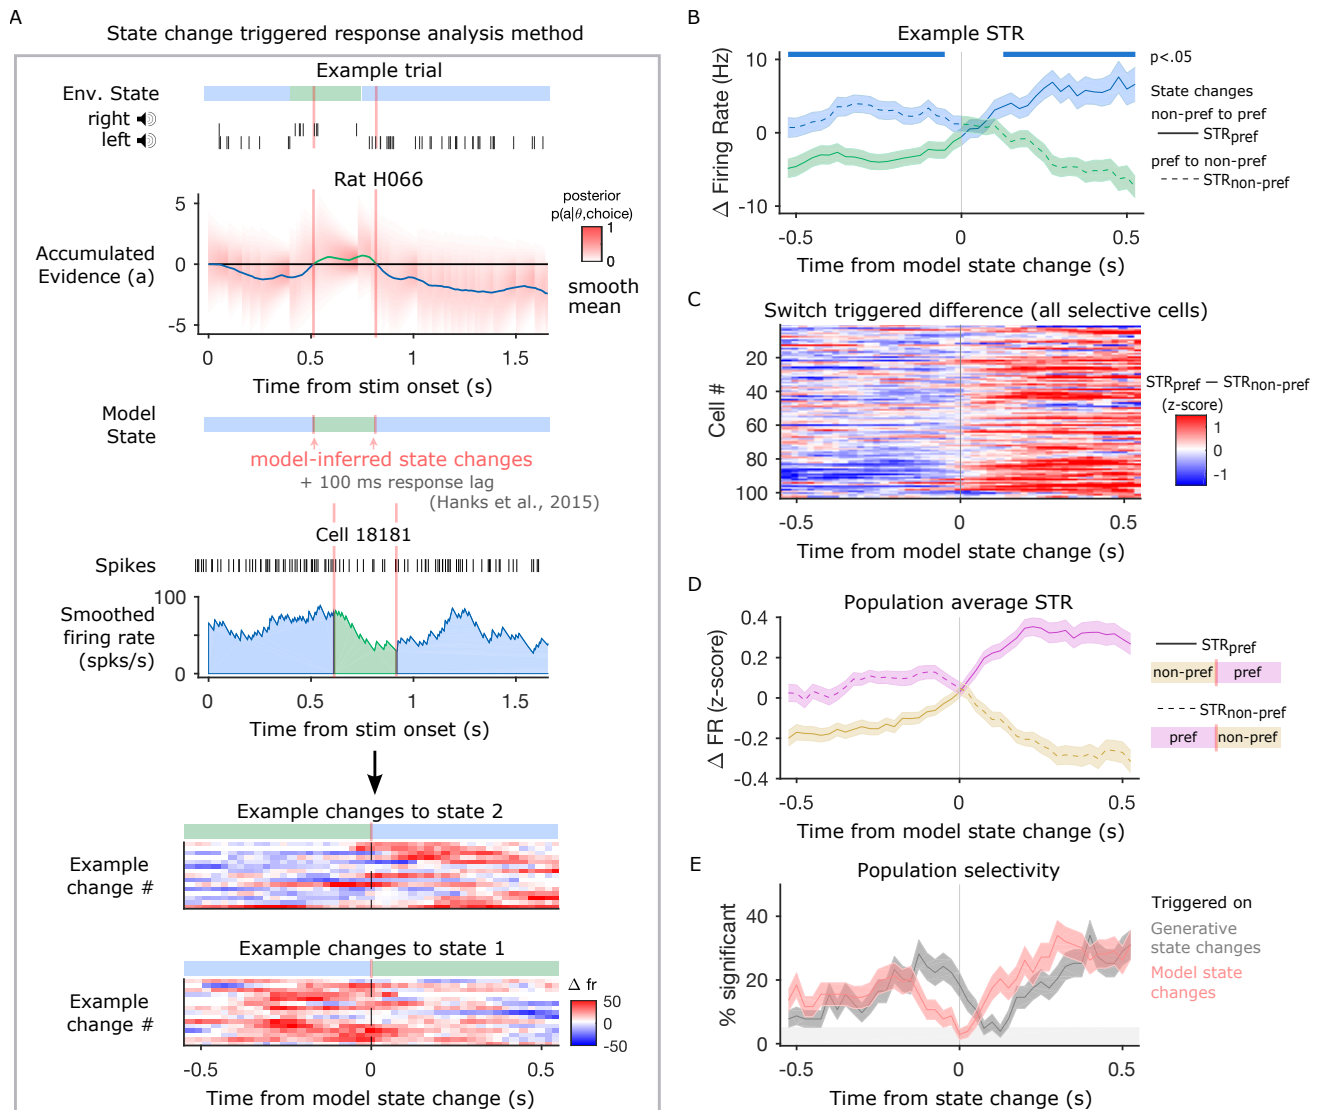 A
State change triggered response analysis method
Example trial
Env. State
right
left
Rat H066
5
0
-5
Accumulated
Evidence (a)
posterior
p(a|θ,choice)
1
0
smooth
mean
0
0.5
1
1.5
Time from stim onset (s)
Model
State
model-inferred state changes
+ 100 ms response lag
(Hanks et al., 2015)
Cell 18181
Spikes
100
0
Smoothed
firing rate
(spks/s)
0
0.5
1
1.5
Time from stim onset (s)
Example changes to state 2
Example
change #
Example changes to state 1
Example
change #
Δ fr
50
0
-50
-0.5
0
0.5
Time from model state change (s)
B
Example STR
10
0
-10
Δ Firing Rate (Hz)
p<.05
State changes
non-pref to pref
STRpref
pref to non-pref
STRnon-pref
-0.5
0
0.5
Time from model state change (s)
C
Switch triggered difference (all selective cells)
20
40
60
80
100
Cell #
STRpref − STRnon-pref
(z-score)
1
0
-1
-0.5
0
0.5
Time from model state change (s)
D
Population average STR
0.4
0.2
0
-0.2
-0.4
Δ FR (z-score)
STRpref
non-pref pref
STRnon-pref
pref non-pref
-0.5
0
0.5
Time from model state change (s)
E
Population selectivity
40
20
0
% significant
Triggered on
Generative
state changes
Model state
changes
-0.5
0
0.5
Time from state change (s)